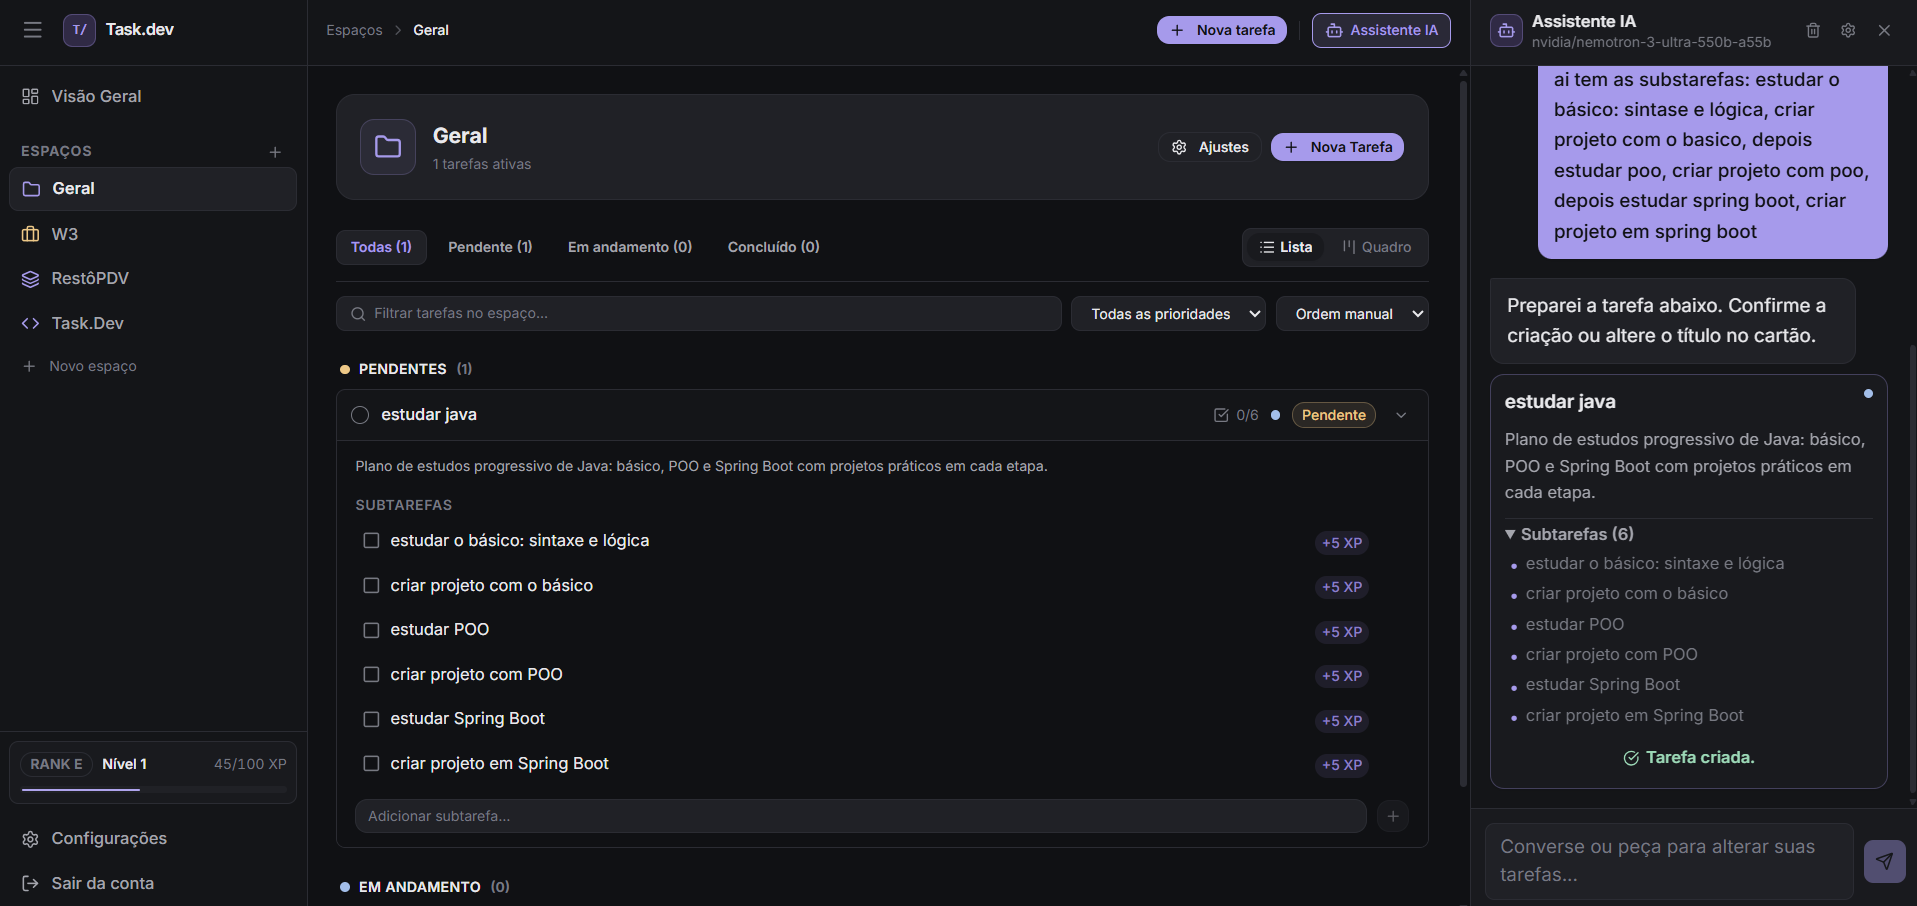 T/ Task.dev
Visão Geral
ESPAÇOS
Geral
W3
RestôPDV
Task.Dev
Novo espaço
RANK E Nível 1 45/100 XP
Configurações
Sair da conta
Espaços > Geral
+ Nova tarefa
Assistente IA
Geral
1 tarefas ativas
Ajustes
+ Nova Tarefa
Todas (1) Pendente (1) Em andamento (0) Concluído (0)
Lista Quadro
Filtrar tarefas no espaço...
Todas as prioridades
Ordem manual
PENDENTES (1)
estudar java 0/6 Pendente
Plano de estudos progressivo de Java: básico, POO e Spring Boot com projetos práticos em cada etapa.
SUBTAREFAS
estudar o básico: sintaxe e lógica +5 XP
criar projeto com o básico +5 XP
estudar POO +5 XP
criar projeto com POO +5 XP
estudar Spring Boot +5 XP
criar projeto em Spring Boot +5 XP
Adicionar subtarefa...
EM ANDAMENTO (0)
Assistente IA
nvidia/nemotron-3-ultra-550b-a55b
ai tem as substarefas: estudar o
básico: sintase e lógica, criar
projeto com o basico, depois
estudar poo, criar projeto com poo,
depois estudar spring boot, criar
projeto em spring boot
Preparei a tarefa abaixo. Confirme a
criação ou altere o título no cartão.
estudar java
Plano de estudos progressivo de Java: básico,
POO e Spring Boot com projetos práticos em
cada etapa.
▼ Subtarefas (6)
• estudar o básico: sintaxe e lógica
• criar projeto com o básico
• estudar POO
• criar projeto com POO
• estudar Spring Boot
• criar projeto em Spring Boot
Tarefa criada.
Converse ou peça para alterar suas
tarefas...